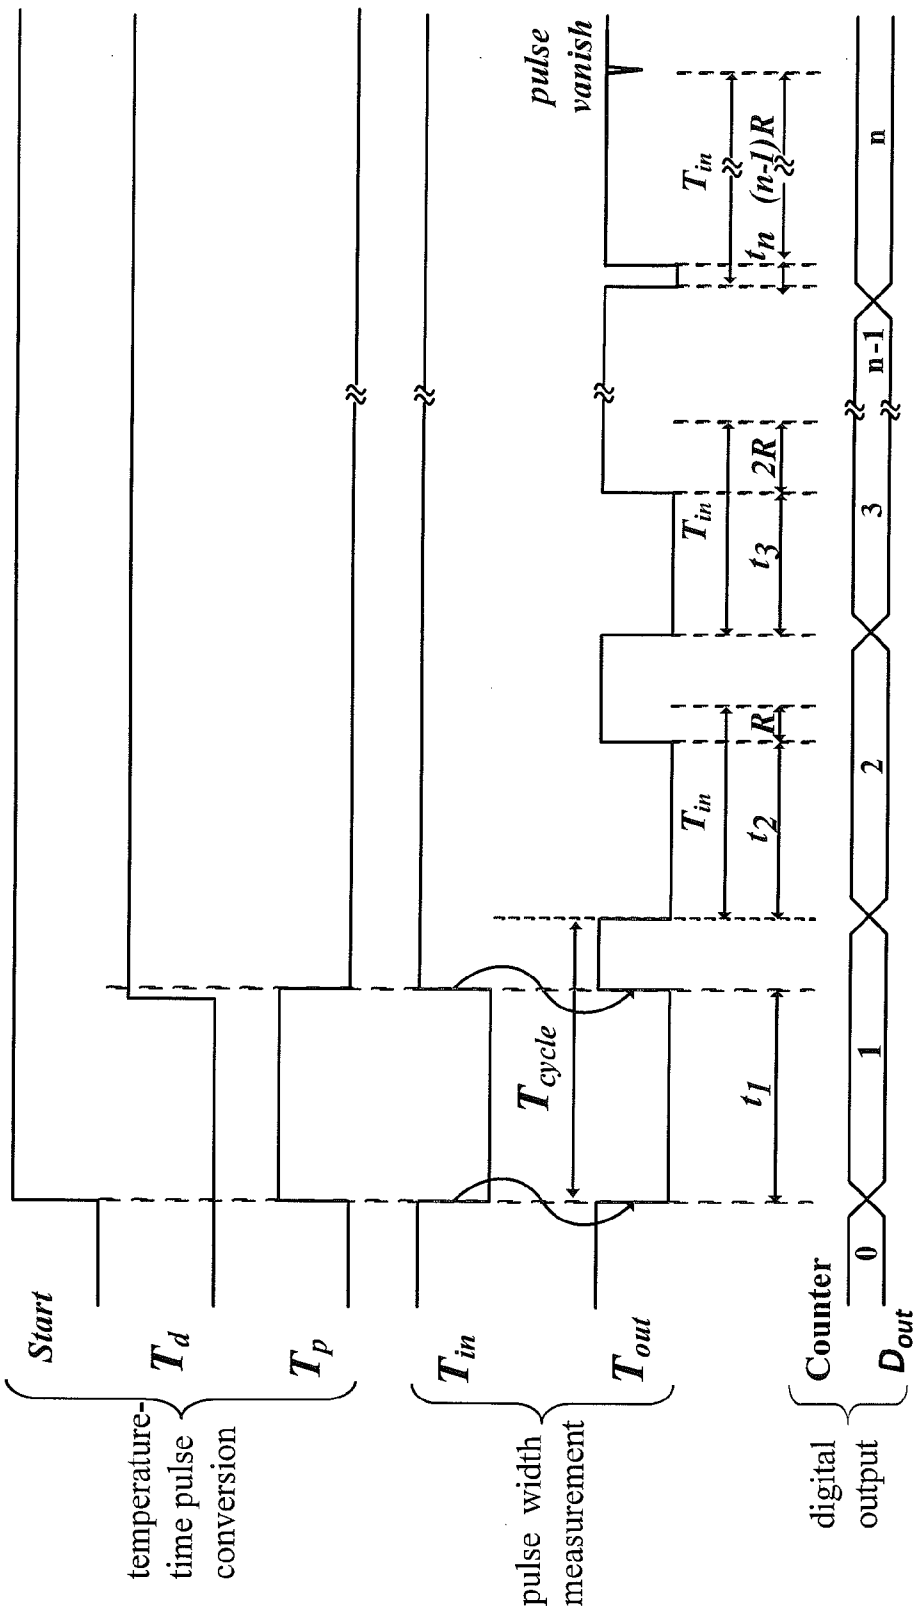 temperature-
time pulse
conversion
Start
T_d
T_p
pulse width
measurement
T_in
T_out
T_cycle
pulse
vanish
T_in
T_in
T_in
t_1
t_2
R
t_3
2R
t_n
(n-1)R
digital
output
Counter
D_out
0
1
2
3
n-1
n